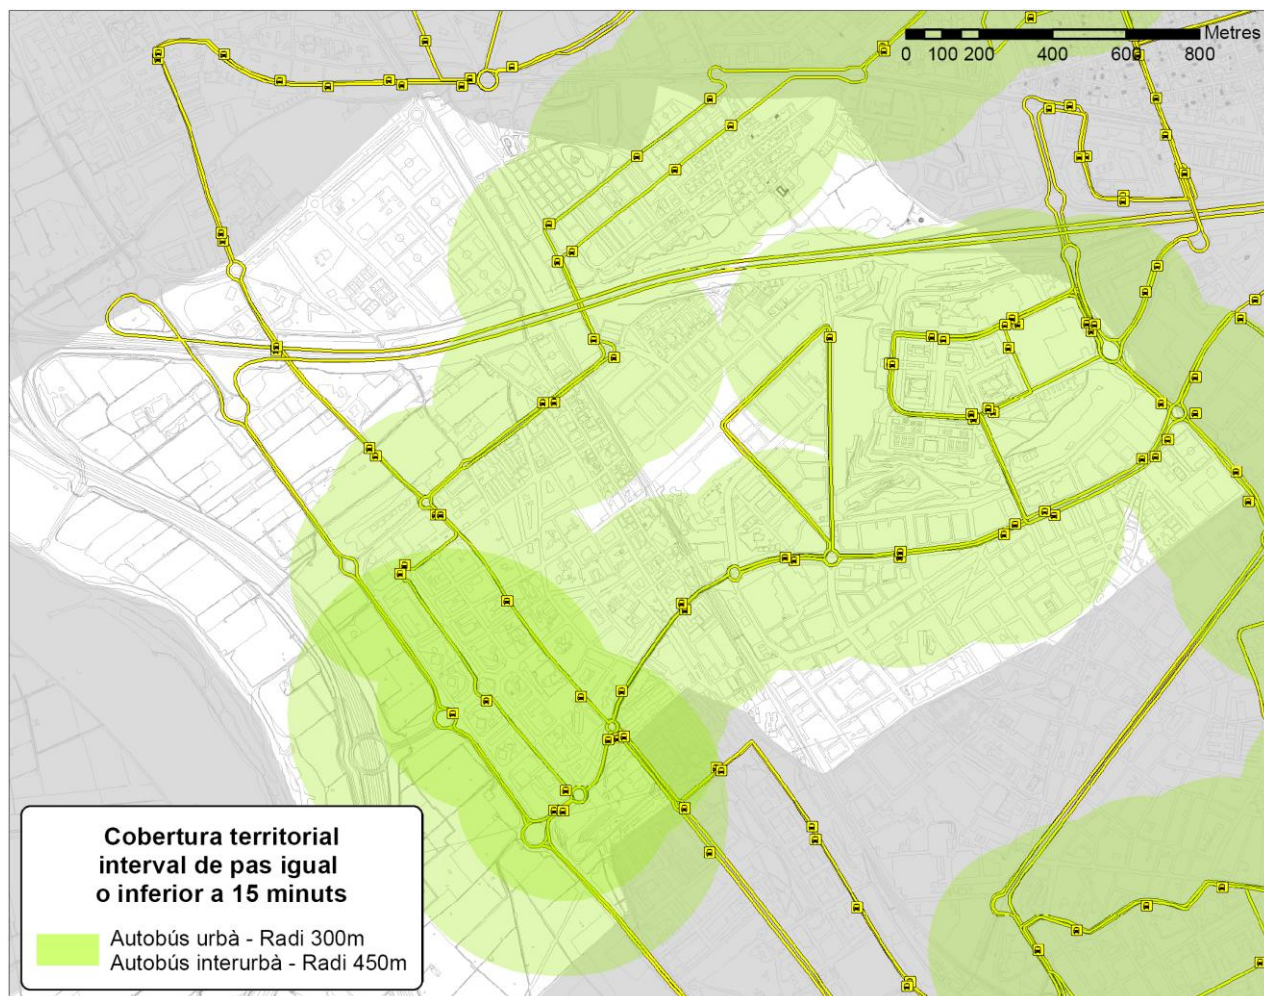 Metres
0 100 200 400 600 800
Cobertura territorial
interval de pas igual
o inferior a 15 minuts
Autobús urbà - Radi 300m
Autobús interurbà - Radi 450m